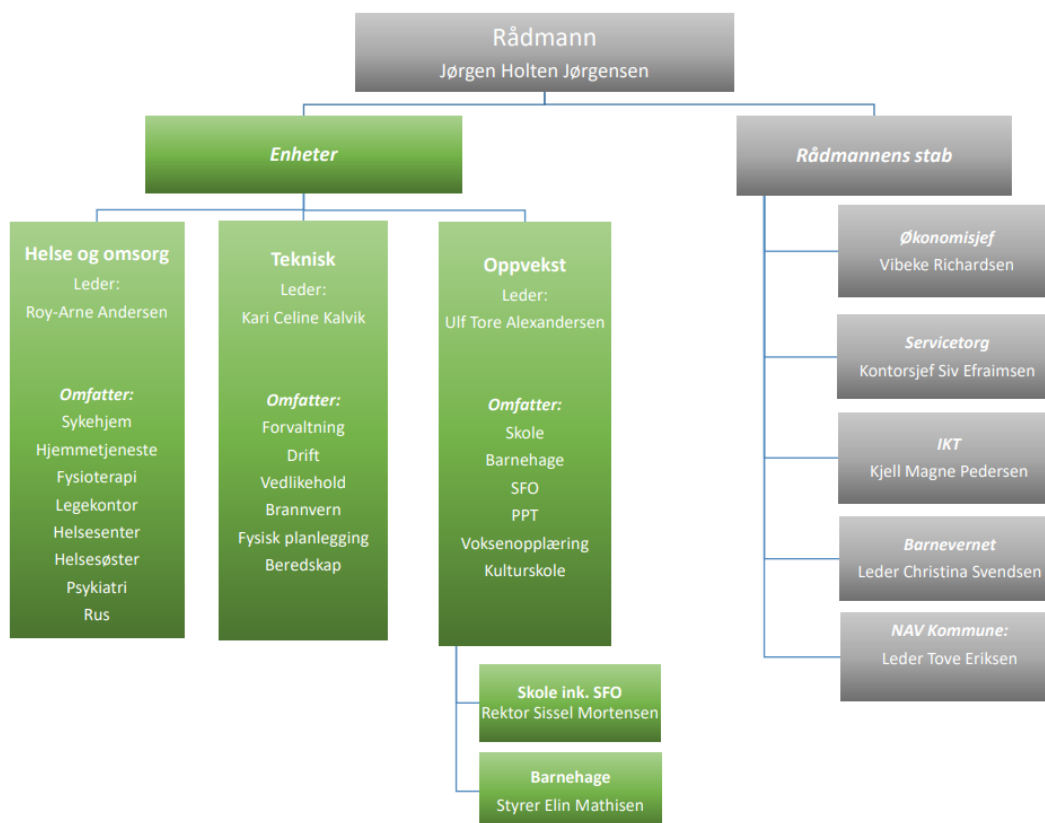 Rådmann
Jørgen Holten Jørgensen
Enheter
Rådmannens stab
Helse og omsorg
Leder:
Roy-Arne Andersen
Omfatter:
Sykehjem
Hjemmetjeneste
Fysioterapi
Legekontor
Helsesenter
Helsesøster
Psykiatri
Rus
Teknisk
Leder:
Kari Celine Kalvik
Omfatter:
Forvaltning
Drift
Vedlikehold
Brannvern
Fysisk planlegging
Beredskap
Oppvekst
Leder:
Ulf Tore Alexandersen
Omfatter:
Skole
Barnehage
SFO
PPT
Voksenopplæring
Kulturskole
Skole ink. SFO
Rektor Sissel Mortensen
Barnehage
Styrer Elin Mathisen
Økonomisjef
Vibeke Richardsen
Servicetorg
Kontorsjef Siv Efraimsen
IKT
Kjell Magne Pedersen
Barnevernet
Leder Christina Svendsen
NAV Kommune:
Leder Tove Eriksen